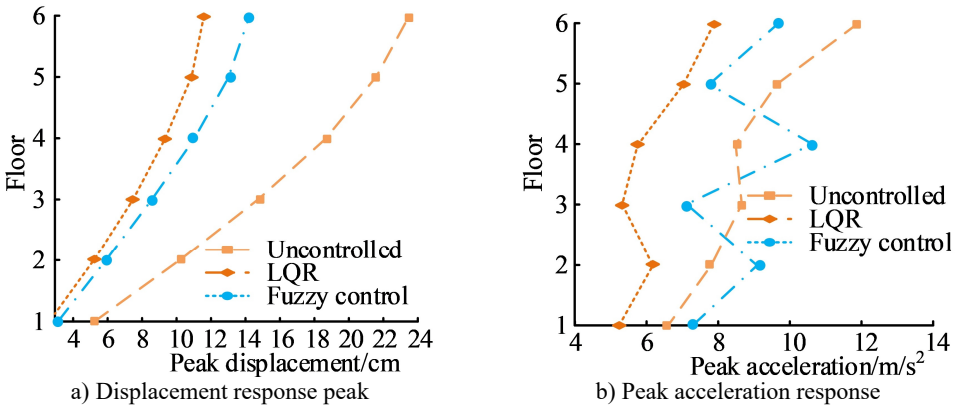 6
5
4
3
2
1
Floor
Uncontrolled
LQR
Fuzzy control
4 6 8 10 12 14 16 18 20 22 24
Peak displacement/cm
a) Displacement response peak
6
5
4
3
2
1
Floor
Uncontrolled
LQR
Fuzzy control
4 6 8 10 12 14
Peak acceleration/m/s²
b) Peak acceleration response